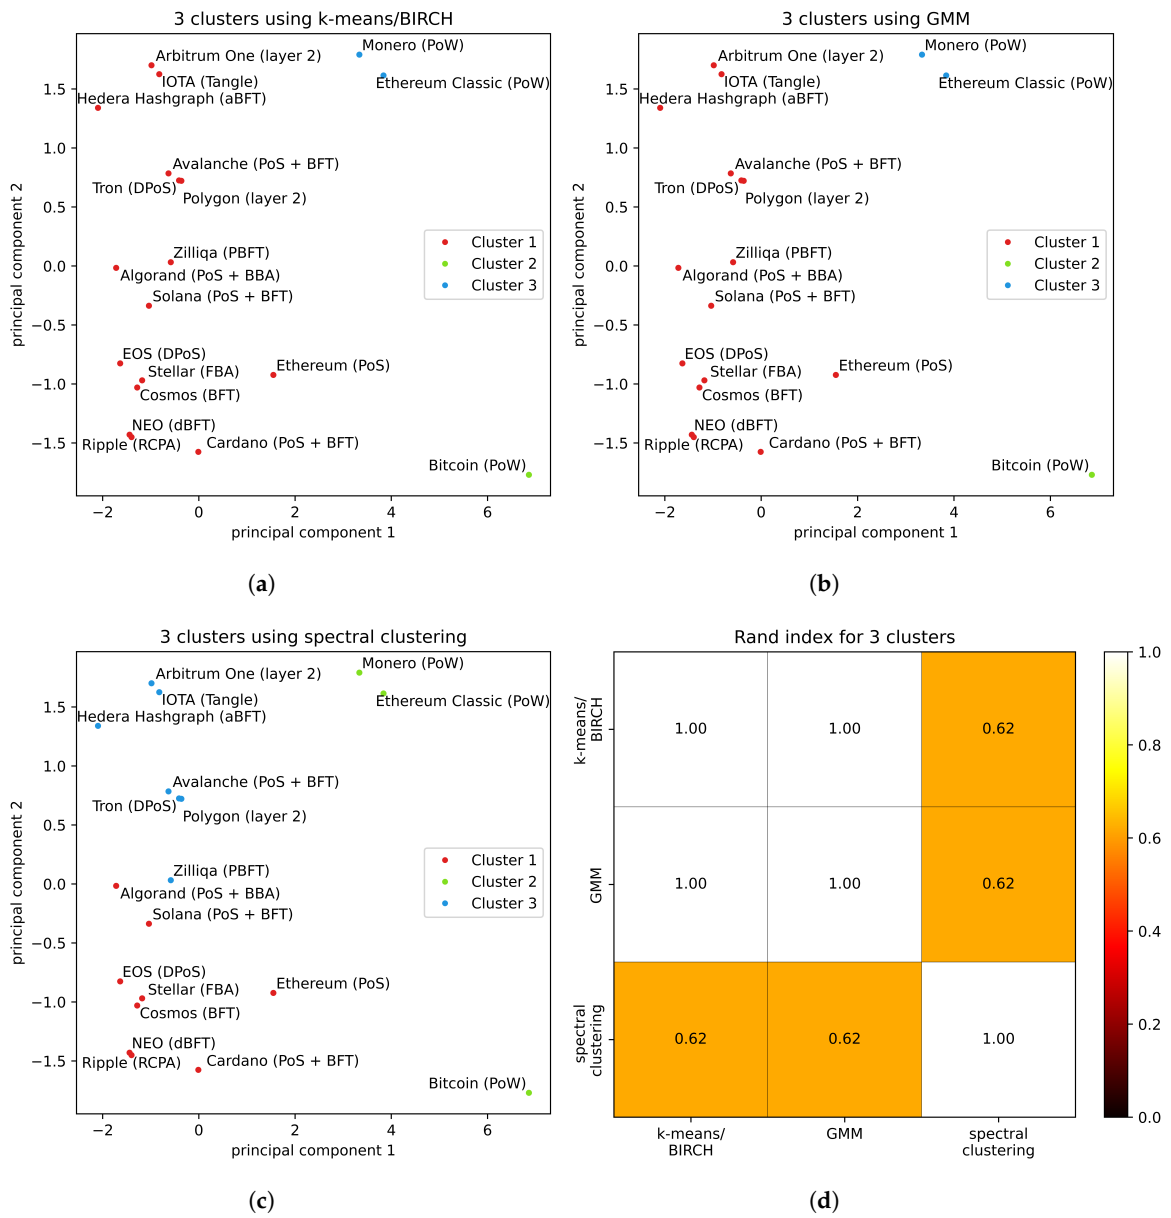 3 clusters using k-means/BIRCH
principal component 2
1.5
1.0
0.5
0.0
−0.5
−1.0
−1.5
Arbitrum One (layer 2)
Monero (PoW)
IOTA (Tangle)
Ethereum Classic (PoW)
Hedera Hashgraph (aBFT)
Avalanche (PoS + BFT)
Tron (DPoS)
Polygon (layer 2)
Zilliqa (PBFT)
Algorand (PoS + BBA)
Solana (PoS + BFT)
Cluster 1
Cluster 2
Cluster 3
EOS (DPoS)
Stellar (FBA)
Ethereum (PoS)
Cosmos (BFT)
NEO (dBFT)
Ripple (RCPA)
Cardano (PoS + BFT)
Bitcoin (PoW)
−2 0 2 4 6
principal component 1
(a)
3 clusters using GMM
principal component 2
1.5
1.0
0.5
0.0
−0.5
−1.0
−1.5
Arbitrum One (layer 2)
Monero (PoW)
IOTA (Tangle)
Ethereum Classic (PoW)
Hedera Hashgraph (aBFT)
Avalanche (PoS + BFT)
Tron (DPoS)
Polygon (layer 2)
Zilliqa (PBFT)
Algorand (PoS + BBA)
Solana (PoS + BFT)
Cluster 1
Cluster 2
Cluster 3
EOS (DPoS)
Stellar (FBA)
Ethereum (PoS)
Cosmos (BFT)
NEO (dBFT)
Ripple (RCPA)
Cardano (PoS + BFT)
Bitcoin (PoW)
−2 0 2 4 6
principal component 1
(b)
3 clusters using spectral clustering
principal component 2
1.5
1.0
0.5
0.0
−0.5
−1.0
−1.5
Arbitrum One (layer 2)
Monero (PoW)
IOTA (Tangle)
Ethereum Classic (PoW)
Hedera Hashgraph (aBFT)
Avalanche (PoS + BFT)
Tron (DPoS)
Polygon (layer 2)
Zilliqa (PBFT)
Algorand (PoS + BBA)
Solana (PoS + BFT)
Cluster 1
Cluster 2
Cluster 3
EOS (DPoS)
Stellar (FBA)
Ethereum (PoS)
Cosmos (BFT)
NEO (dBFT)
Ripple (RCPA)
Cardano (PoS + BFT)
Bitcoin (PoW)
−2 0 2 4 6
principal component 1
(c)
Rand index for 3 clusters
k-means/
BIRCH
1.00 1.00 0.62
GMM
1.00 1.00 0.62
spectral
clustering
0.62 0.62 1.00
k-means/
BIRCH
GMM
spectral
clustering
1.0
0.8
0.6
0.4
0.2
0.0
(d)